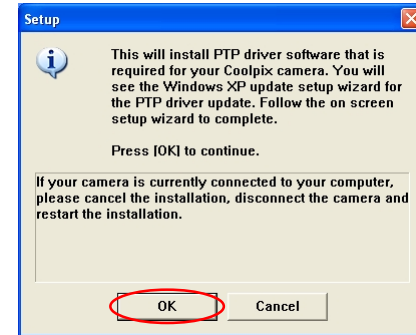 Setup
This will install PTP driver software that is
required for your Coolpix camera. You will
see the Windows XP update setup wizard for
the PTP driver update. Follow the on screen
setup wizard to complete.
Press [OK] to continue.
If your camera is currently connected to your computer,
please cancel the installation, disconnect the camera and
restart the installation.
OK Cancel